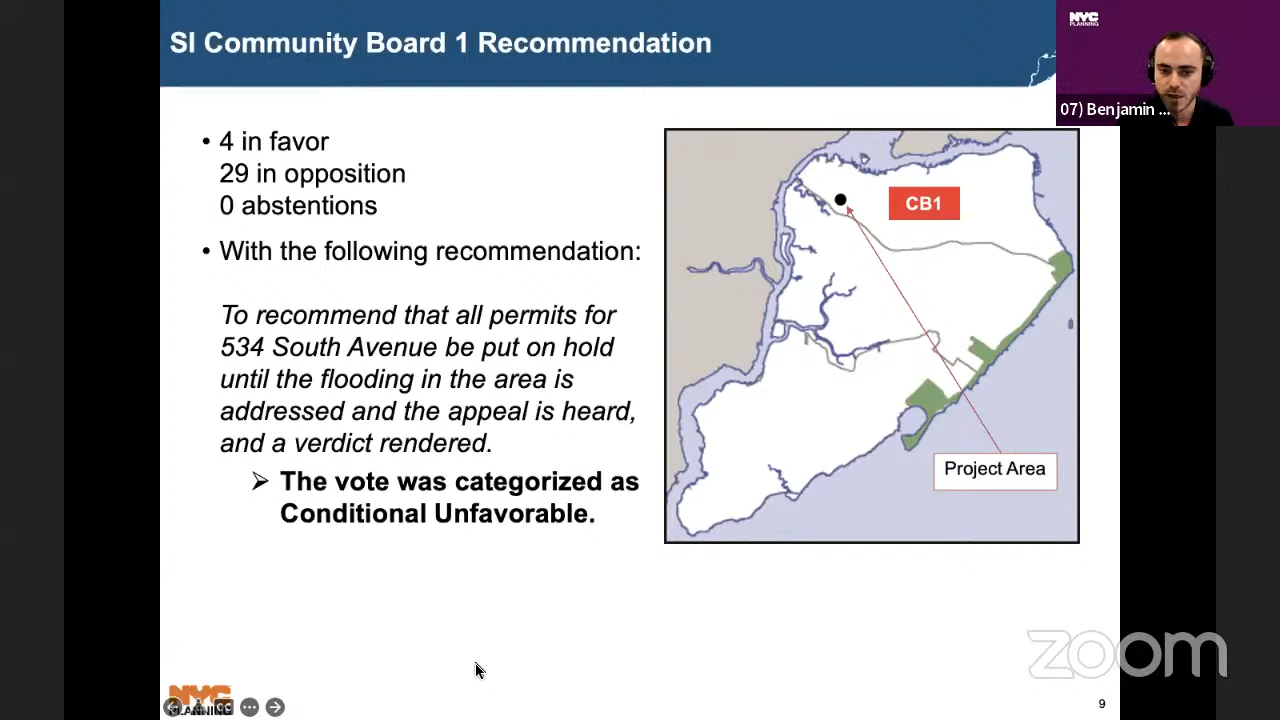 SI Community Board 1 Recommendation
NYC
PLANNING
07) Benjamin ...
• 4 in favor
29 in opposition
0 abstentions
• With the following recommendation:
To recommend that all permits for
534 South Avenue be put on hold
until the flooding in the area is
addressed and the appeal is heard,
and a verdict rendered.
➢ The vote was categorized as
Conditional Unfavorable.
CB1
Project Area
zoom
NYC
PLANNING
9